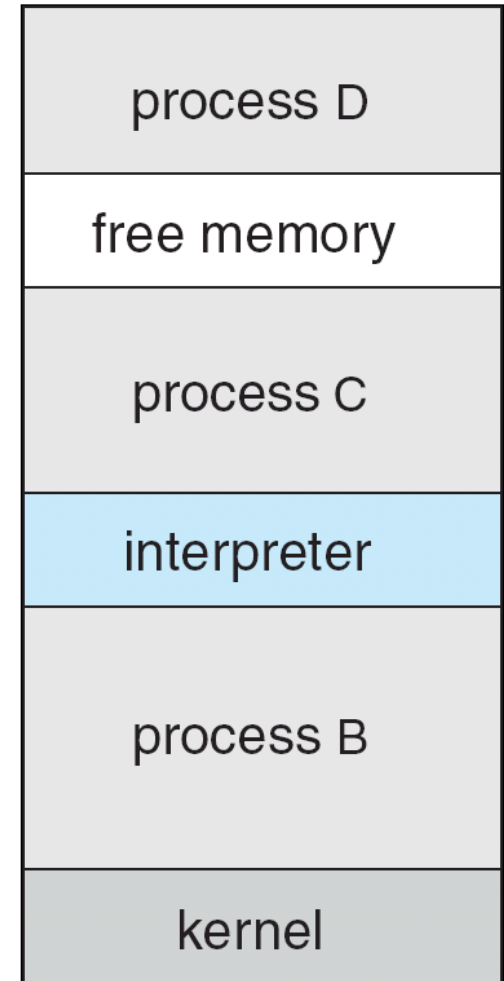 process D
free memory
process C
interpreter
process B
kernel